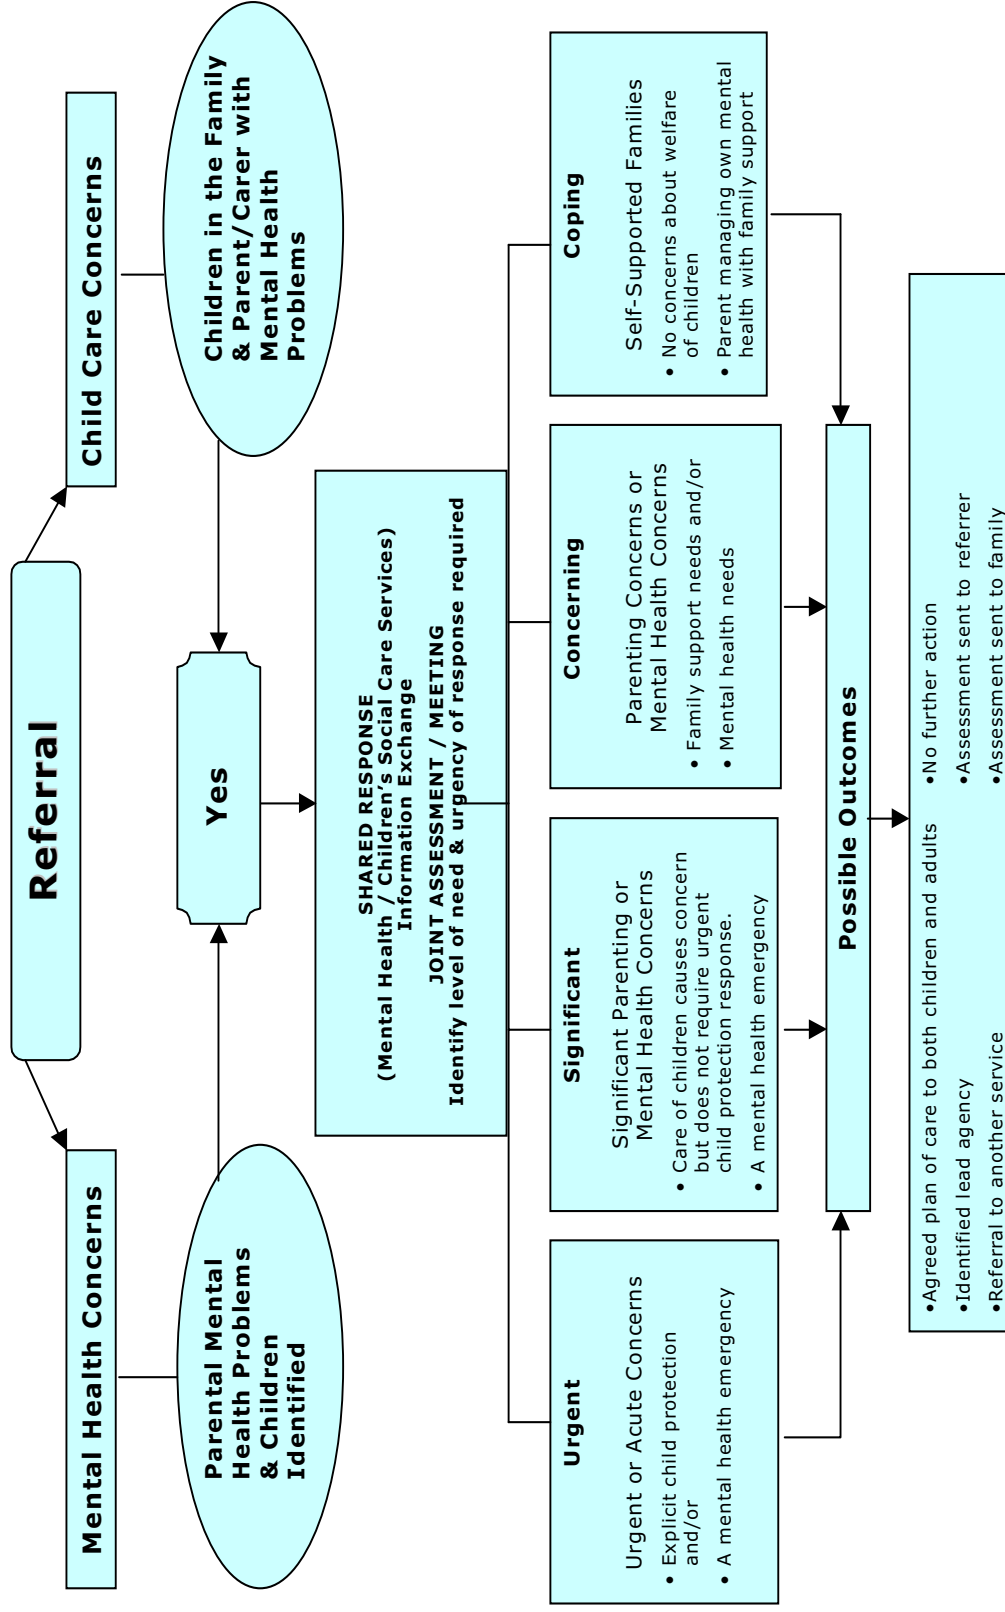 Referral
Mental Health Concerns
Child Care Concerns
Parental Mental
Health Problems
& Children
Identified
Yes
Children in the Family
& Parent/Carer with
Mental Health
Problems
SHARED RESPONSE
(Mental Health / Children's Social Care Services)
Information Exchange
JOINT ASSESSMENT / MEETING
Identify level of need & urgency of response required
Urgent
Urgent or Acute Concerns
• Explicit child protection
and/or
• A mental health emergency
Significant
Significant Parenting or
Mental Health Concerns
• Care of children causes concern
but does not require urgent
child protection response.
• A mental health emergency
Concerning
Parenting Concerns or
Mental Health Concerns
• Family support needs and/or
• Mental health needs
Coping
Self-Supported Families
• No concerns about welfare
of children
• Parent managing own mental
health with family support
Possible Outcomes
•Agreed plan of care to both children and adults
•Identified lead agency
•Referral to another service
•No further action
•Assessment sent to referrer
•Assessment sent to family